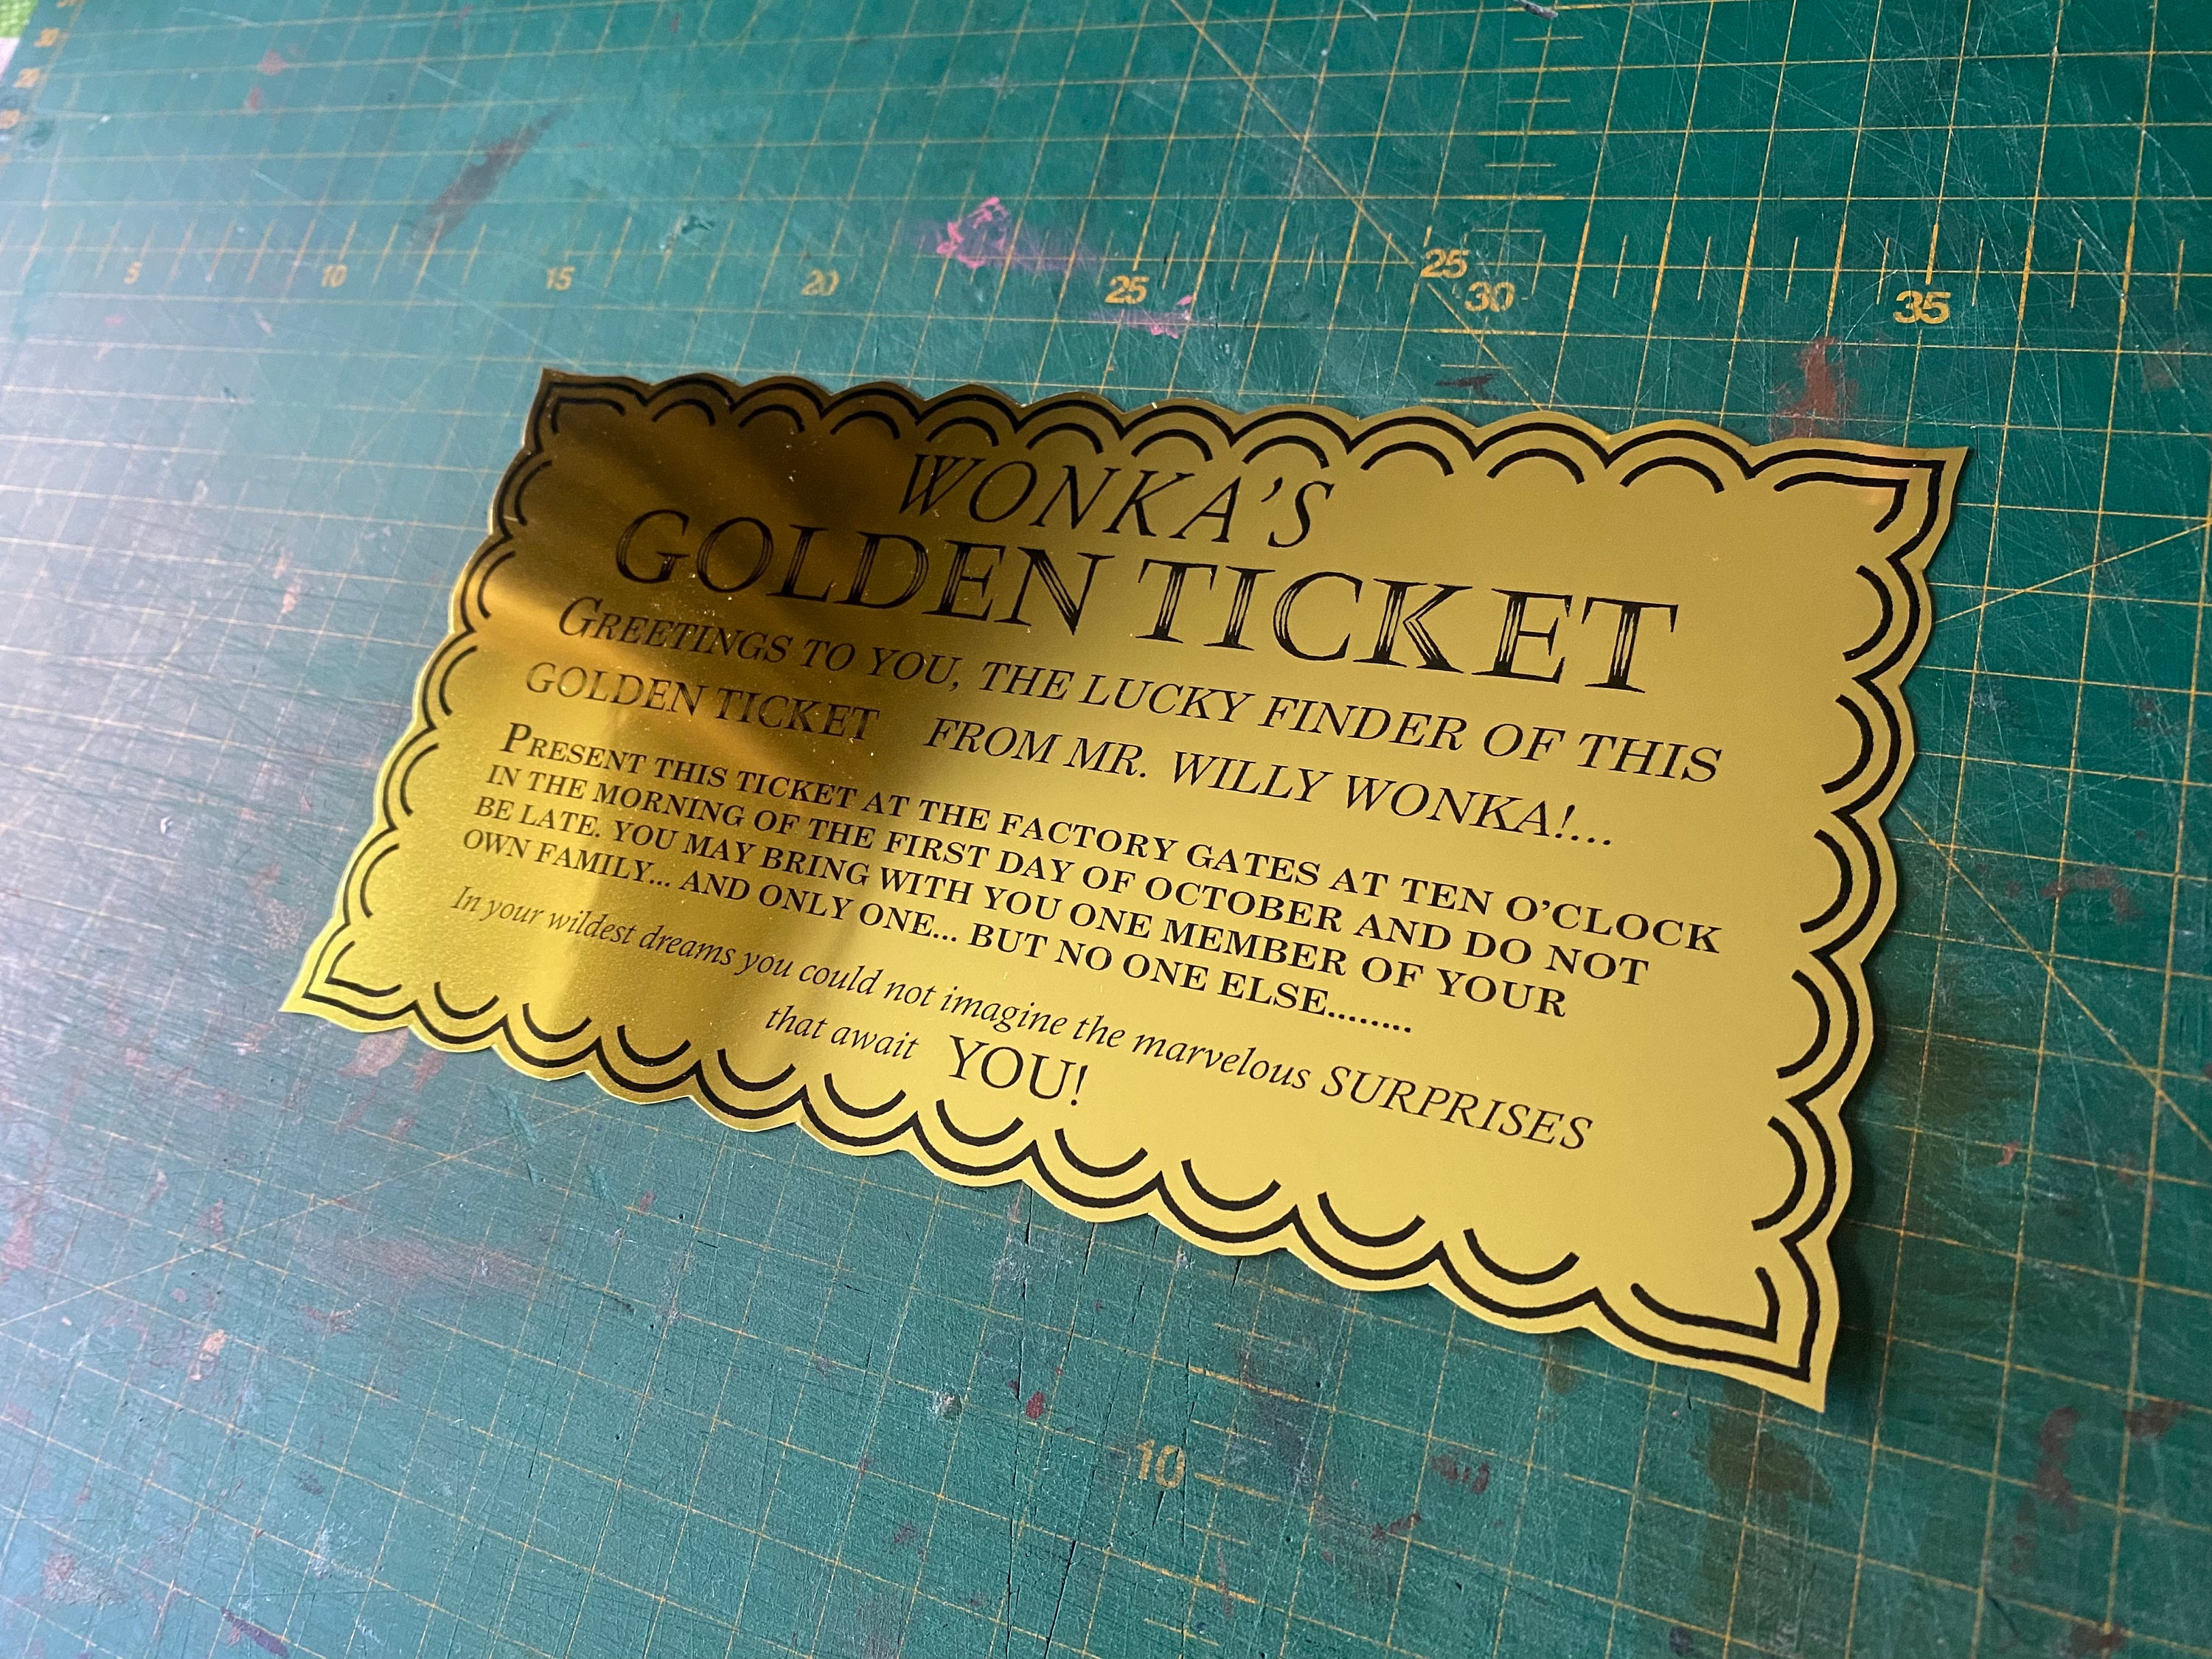 30
20
5
10
15
20
25
25
30
35
WONKA'S
GOLDEN TICKET
GREETINGS TO YOU, THE LUCKY FINDER OF THIS
GOLDEN TICKET FROM MR. WILLY WONKA!...
PRESENT THIS TICKET AT THE FACTORY GATES AT TEN O'CLOCK
IN THE MORNING OF THE FIRST DAY OF OCTOBER AND DO NOT
BE LATE. YOU MAY BRING WITH YOU ONE MEMBER OF YOUR
OWN FAMILY... AND ONLY ONE... BUT NO ONE ELSE........
In your wildest dreams you could not imagine the marvelous SURPRISES
that await YOU!
10